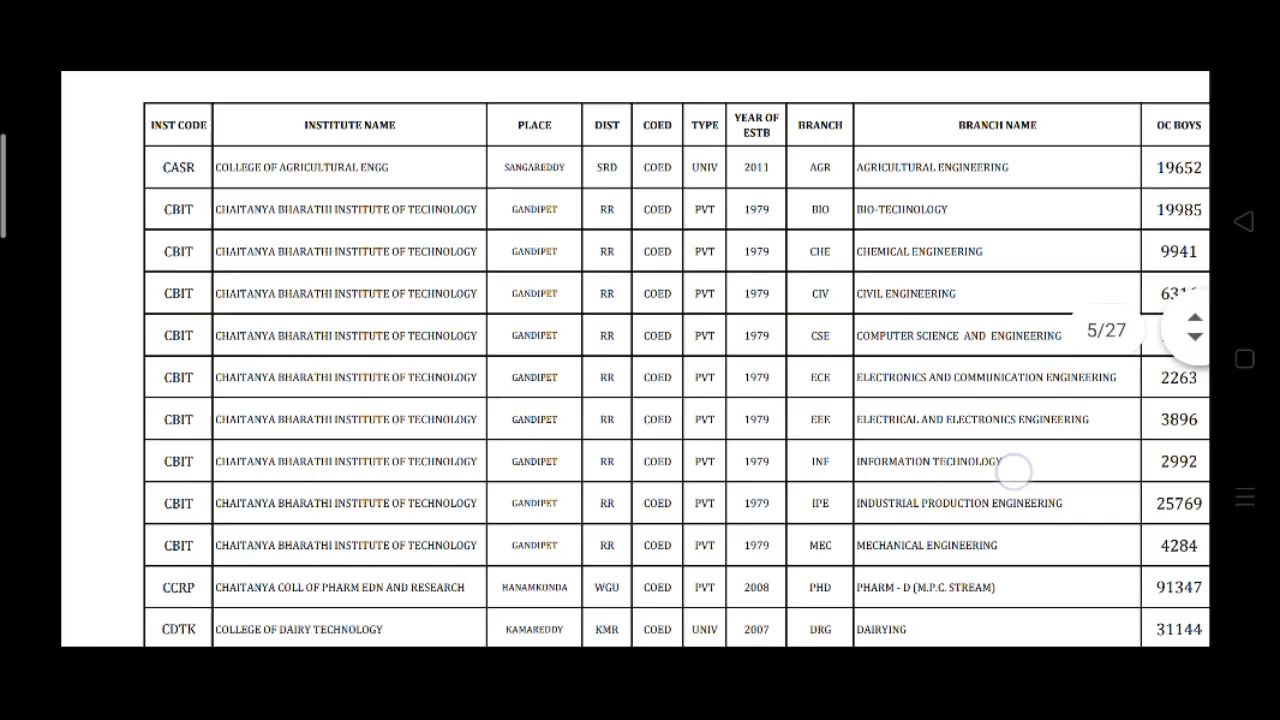 INST CODE INSTITUTE NAME PLACE DIST COED TYPE YEAR OF ESTB BRANCH BRANCH NAME OC BOYS
CASR COLLEGE OF AGRICULTURAL ENGG SANGAREDDY SRD COED UNIV 2011 AGR AGRICULTURAL ENGINEERING 19652
CBIT CHAITANYA BHARATHI INSTITUTE OF TECHNOLOGY GANDIPET RR COED PVT 1979 BIO BIO-TECHNOLOGY 19985
CBIT CHAITANYA BHARATHI INSTITUTE OF TECHNOLOGY GANDIPET RR COED PVT 1979 CHE CHEMICAL ENGINEERING 9941
CBIT CHAITANYA BHARATHI INSTITUTE OF TECHNOLOGY GANDIPET RR COED PVT 1979 CIV CIVIL ENGINEERING
CBIT CHAITANYA BHARATHI INSTITUTE OF TECHNOLOGY GANDIPET RR COED PVT 1979 CSE COMPUTER SCIENCE AND ENGINEERING 5/27
CBIT CHAITANYA BHARATHI INSTITUTE OF TECHNOLOGY GANDIPET RR COED PVT 1979 ECE ELECTRONICS AND COMMUNICATION ENGINEERING 2263
CBIT CHAITANYA BHARATHI INSTITUTE OF TECHNOLOGY GANDIPET RR COED PVT 1979 EEE ELECTRICAL AND ELECTRONICS ENGINEERING 3896
CBIT CHAITANYA BHARATHI INSTITUTE OF TECHNOLOGY GANDIPET RR COED PVT 1979 INF INFORMATION TECHNOLOGY 2992
CBIT CHAITANYA BHARATHI INSTITUTE OF TECHNOLOGY GANDIPET RR COED PVT 1979 IPE INDUSTRIAL PRODUCTION ENGINEERING 25769
CBIT CHAITANYA BHARATHI INSTITUTE OF TECHNOLOGY GANDIPET RR COED PVT 1979 MEC MECHANICAL ENGINEERING 4284
CCRP CHAITANYA COLL OF PHARM EDN AND RESEARCH HANAMKONDA WGU COED PVT 2008 PHD PHARM - D (M.P.C. STREAM) 91347
CDTK COLLEGE OF DAIRY TECHNOLOGY KAMAREDDY KMR COED UNIV 2007 DRG DAIRYING 31144